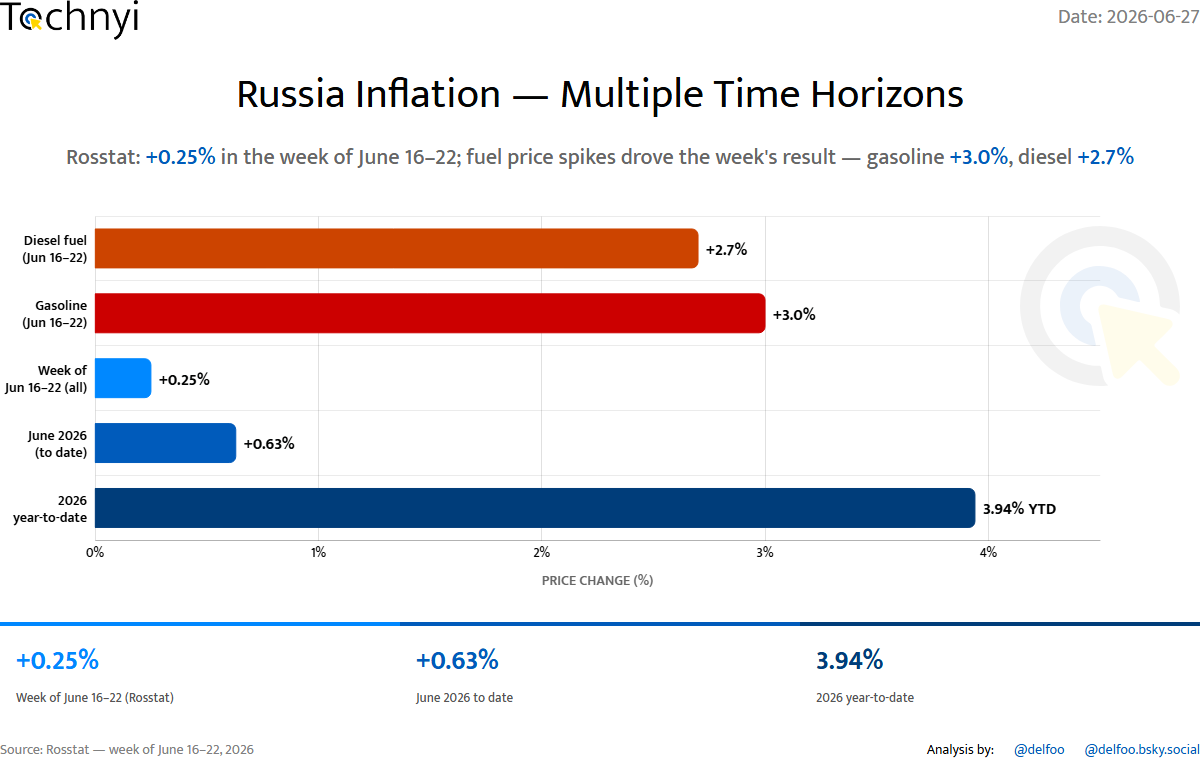 Tochnyi
Date: 2026-06-27
Russia Inflation — Multiple Time Horizons
Rosstat: +0.25% in the week of June 16–22; fuel price spikes drove the week's result — gasoline +3.0%, diesel +2.7%
Diesel fuel
(Jun 16–22)
+2.7%
Gasoline
(Jun 16–22)
+3.0%
Week of
Jun 16–22 (all)
+0.25%
June 2026
(to date)
+0.63%
2026
year-to-date
3.94% YTD
0% 1% 2% 3% 4%
PRICE CHANGE (%)
+0.25% +0.63% 3.94%
Week of June 16–22 (Rosstat) June 2026 to date 2026 year-to-date
Source: Rosstat — week of June 16–22, 2026 Analysis by: @delfoo @delfoo.bsky.social